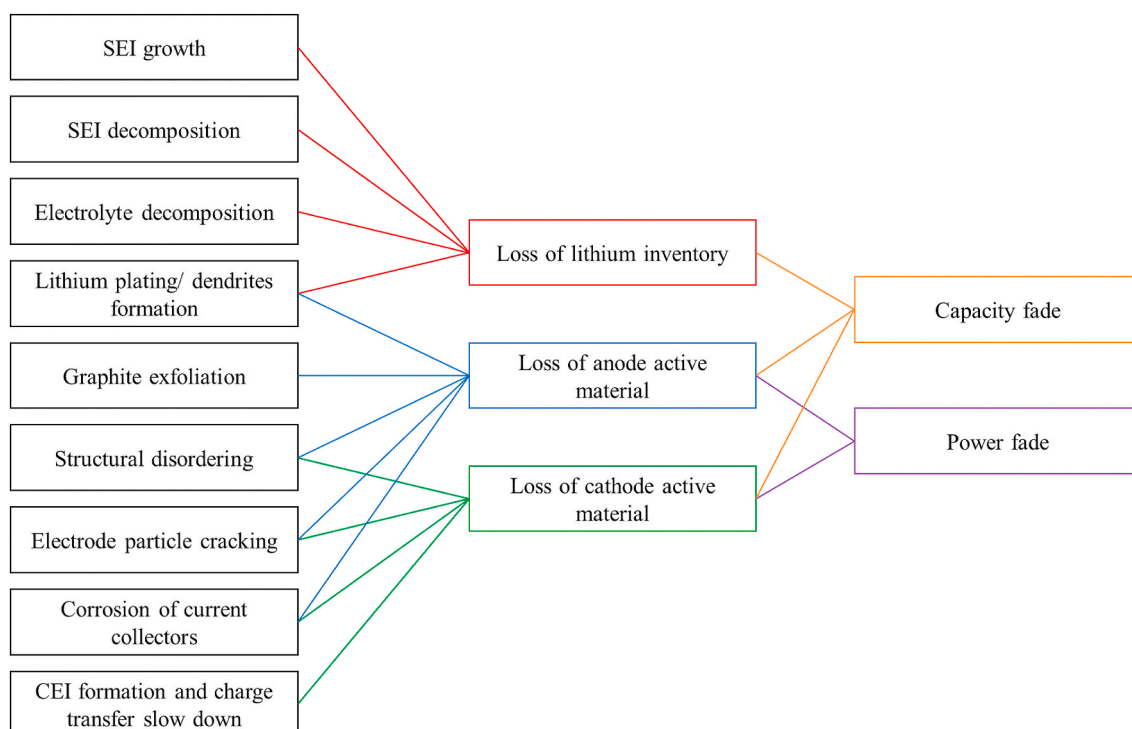 SEI growth
SEI decomposition
Electrolyte decomposition
Lithium plating/ dendrites
formation
Graphite exfoliation
Structural disordering
Electrode particle cracking
Corrosion of current
collectors
CEI formation and charge
transfer slow down
Loss of lithium inventory
Loss of anode active
material
Loss of cathode active
material
Capacity fade
Power fade